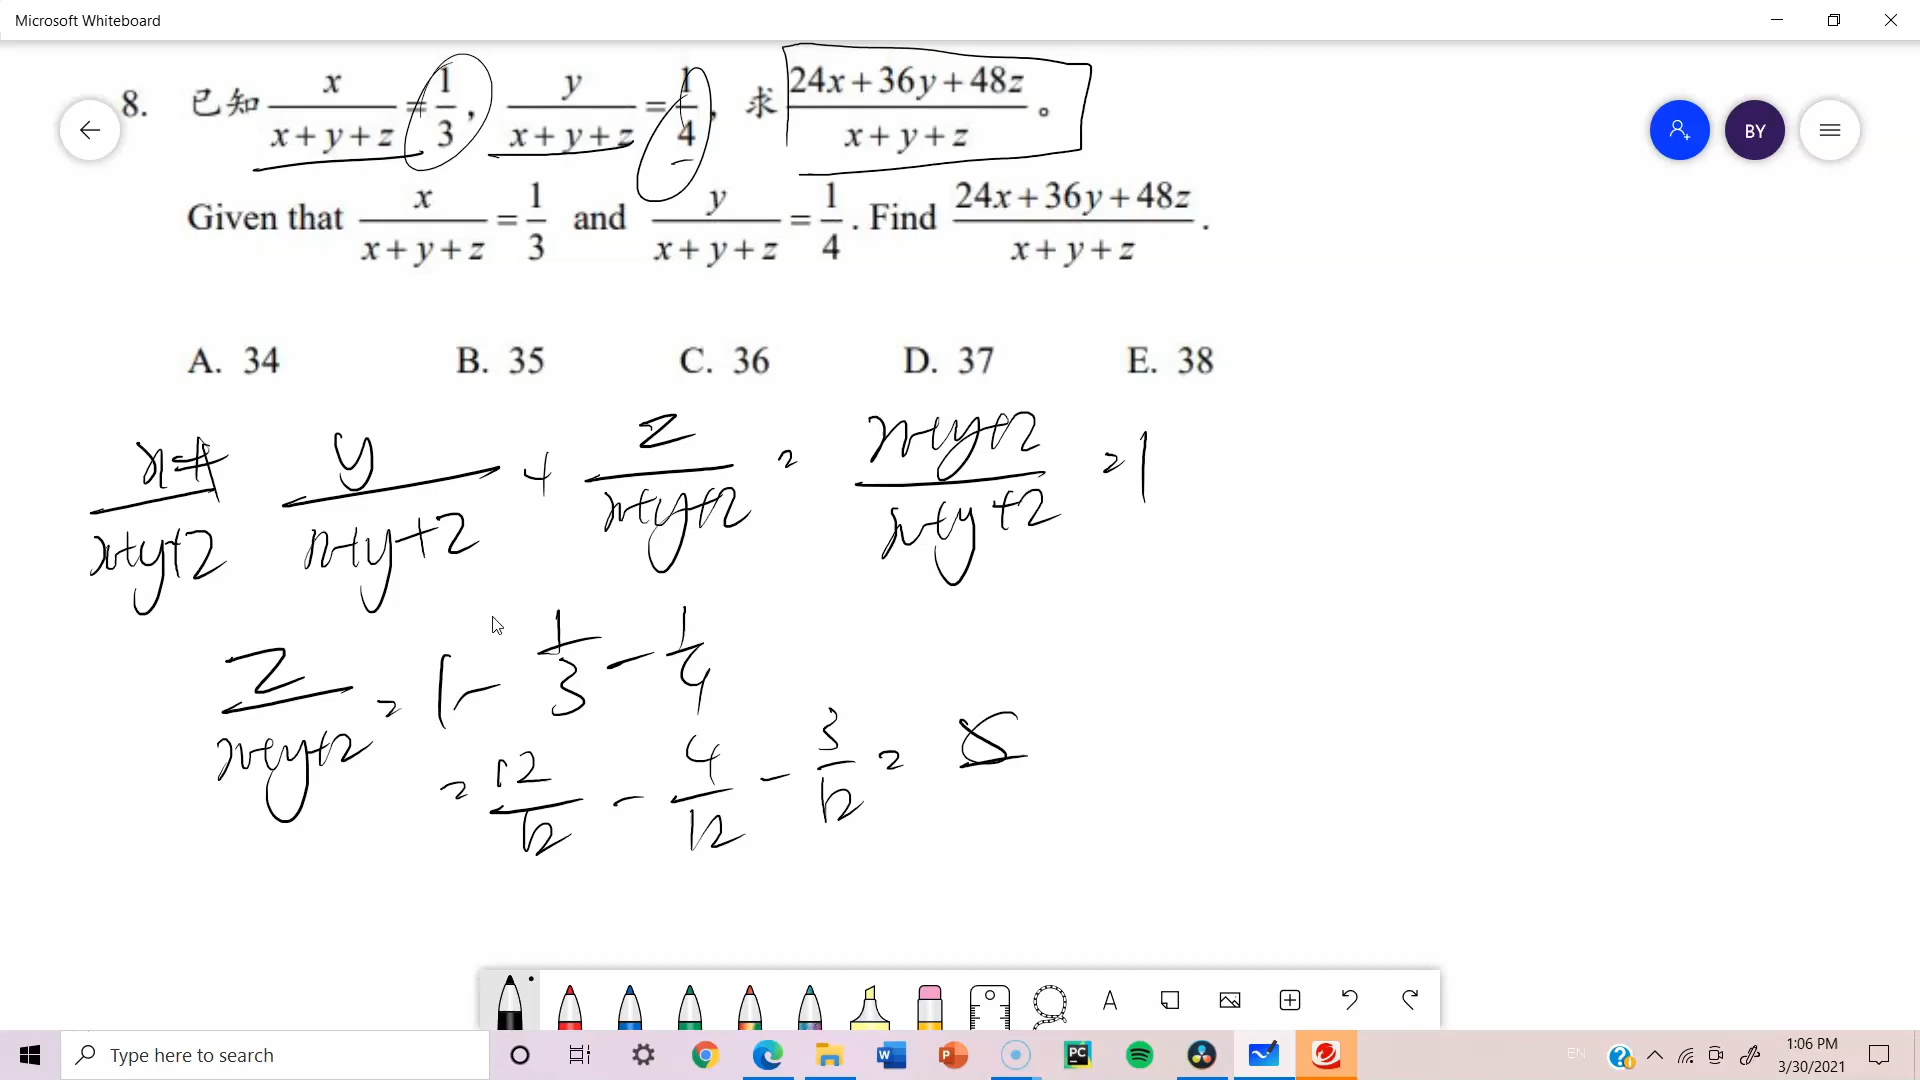 Microsoft Whiteboard
8. 已知 x/(x+y+z) = 1/3, y/(x+y+z) = 1/4, 求 (24x+36y+48z)/(x+y+z)。
BY
Given that x/(x+y+z) = 1/3 and y/(x+y+z) = 1/4. Find (24x+36y+48z)/(x+y+z).
A. 34 B. 35 C. 36 D. 37 E. 38
y/(x+y+z) + z/(x+y+z) = (x+y+z)/(x+y+z) = 1
z/(x+y+z) = 1 - 1/3 - 1/4
= 12/12 - 4/12 - 3/12 =
Type here to search
EN
1:06 PM
3/30/2021